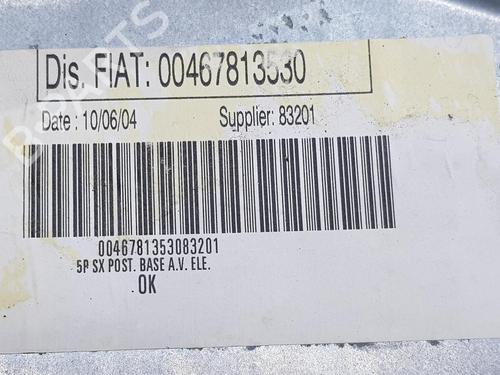 Dis. FIAT: 00467813530
Date : 10/06/04 Supplier: 83201
0046781353083201
5P SX POST. BASE A.V. ELE.
OK